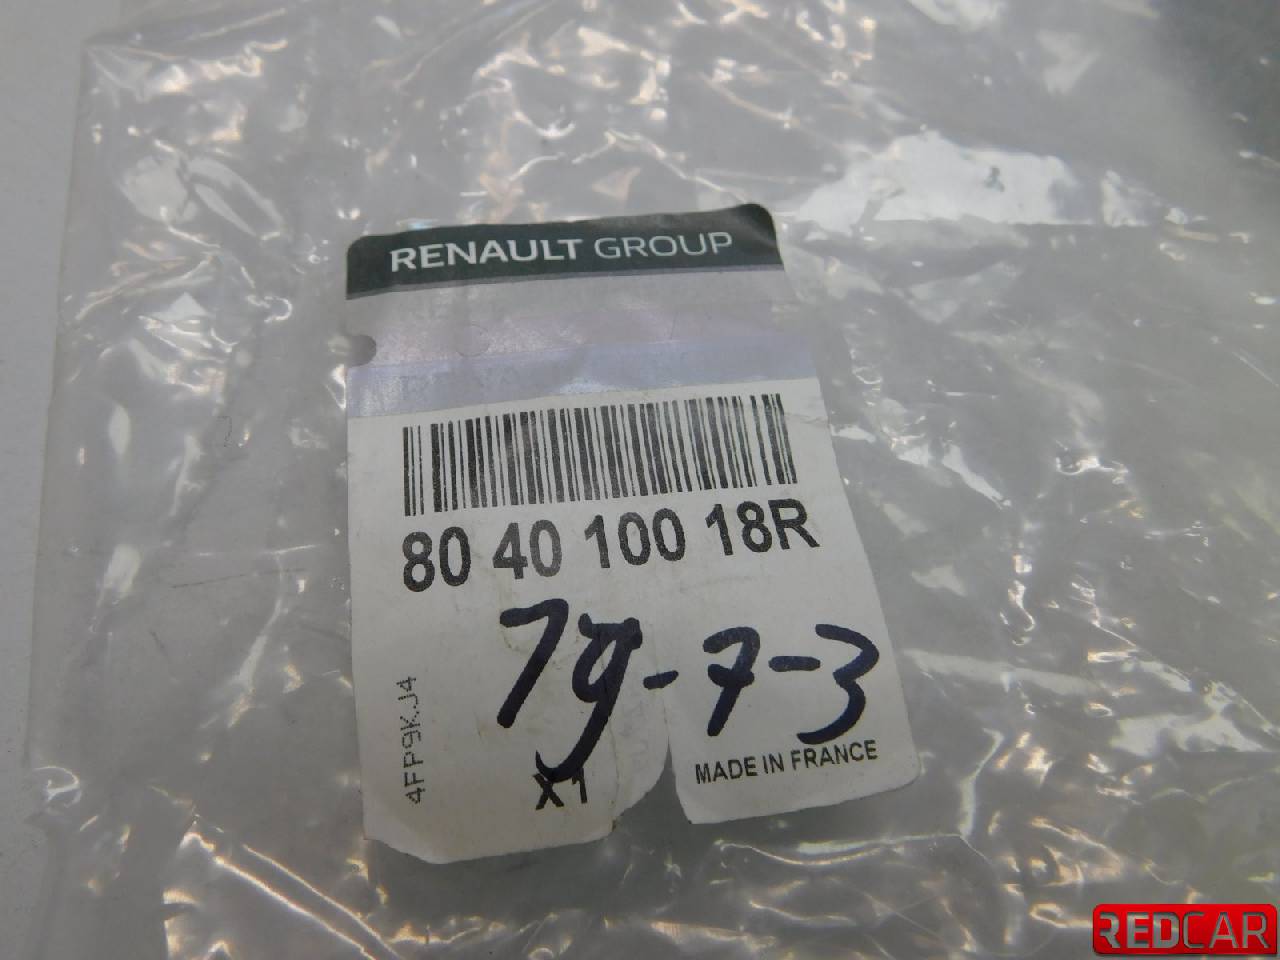 RENAULT GROUP
80 40 100 18R
79-7-3
4FP9KJ4
X1
MADE IN FRANCE
REDCAR